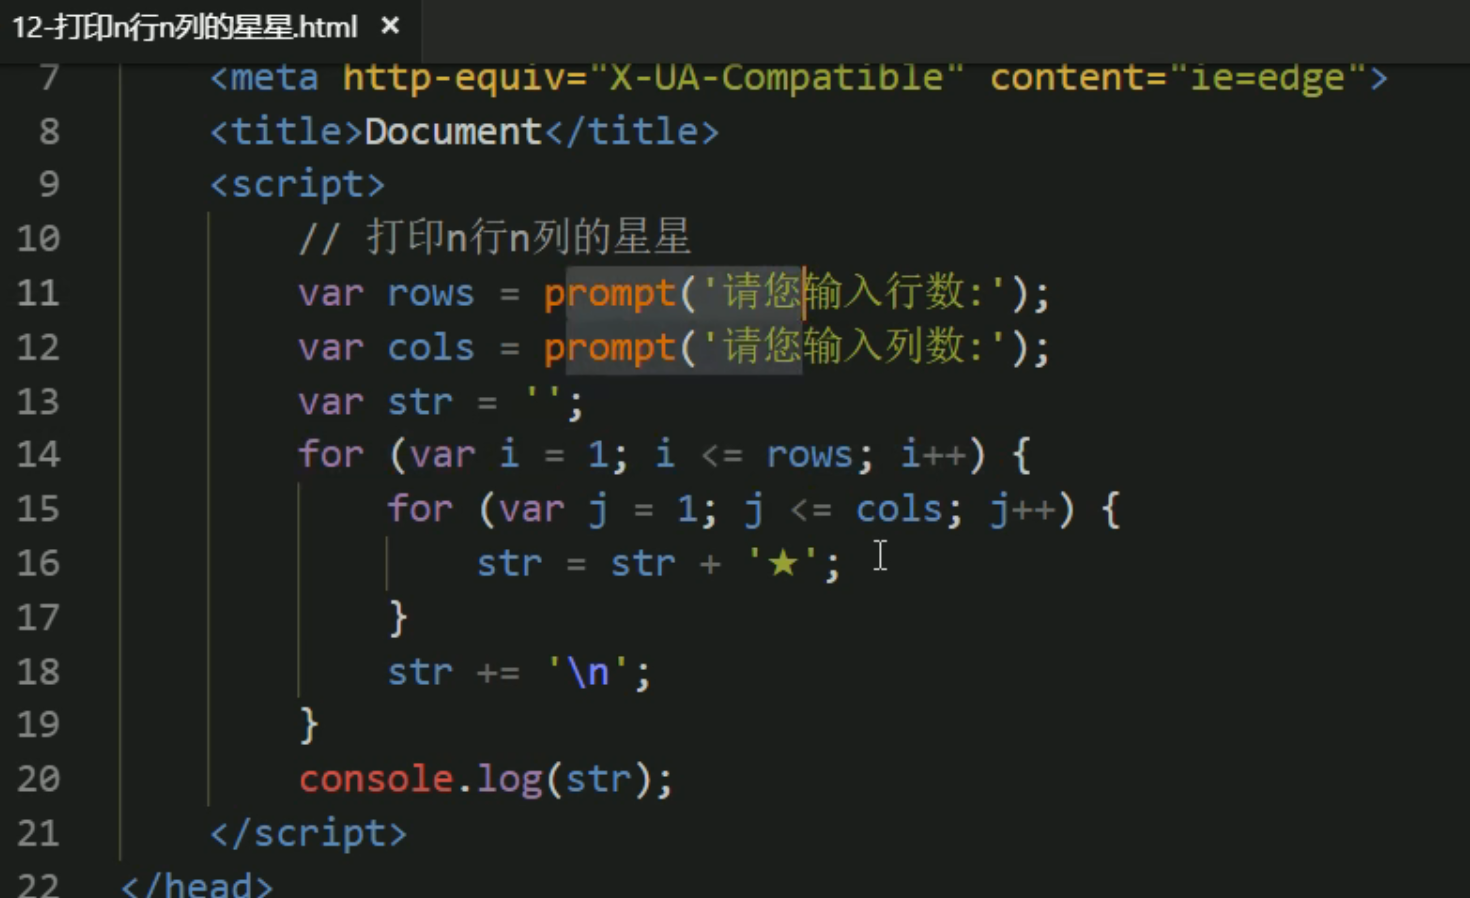 12-打印n行n列的星星.html ×
7 <meta http-equiv="X-UA-Compatible" content="ie=edge">
8 <title>Document</title>
9 <script>
10 // 打印n行n列的星星
11 var rows = prompt('请您输入行数:');
12 var cols = prompt('请您输入列数:');
13 var str = '';
14 for (var i = 1; i <= rows; i++) {
15 for (var j = 1; j <= cols; j++) {
16 str = str + '★';
17 }
18 str += '\n';
19 }
20 console.log(str);
21 </script>
22 </head>